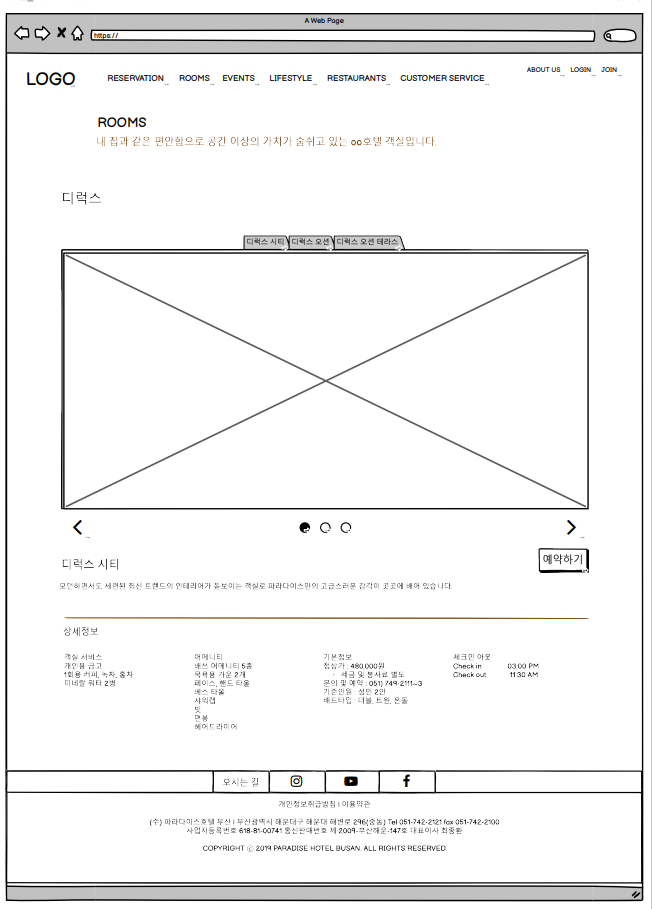 A Web Page
https://
LOGO
RESERVATION ROOMS EVENTS LIFESTYLE RESTAURANTS CUSTOMER SERVICE
ABOUT US LOGIN JOIN
ROOMS
내 집과 같은 편안함으로 공간 이상의 가치가 숨쉬고 있는 oo호텔 객실입니다.
디럭스
디럭스 시티 디럭스 오션 디럭스 오션 테라스
디럭스 시티
예약하기
모던하면서도 세련된 최신 트렌드의 인테리어가 돋보이는 객실로 파라다이스만의 고급스러운 감각이 곳곳에 배어 있습니다.
상세정보
객실 서비스
개인용 금고
1회용 커피, 녹차, 홍차
미네랄 워터 2병
어메니티
배쓰 어메니티 5종
목욕용 가운 2개
페이스, 핸드 타올
배스 타올
샤워캡
빗
면봉
헤어드라이어
기본정보
정상가 : 480,000원
- 세금 및 봉사료 별도
문의 및 예약 : 051) 749-2111~3
기준인원 : 성인 2인
배드타입 : 더블, 트윈, 온돌
체크인 아웃
Check in 03:00 PM
Check out 11:30 AM
오시는 길
개인정보취급방침 | 이용약관
(주) 파라다이스호텔 부산 | 부산광역시 해운대구 해운대 해변로 296(중동) Tel 051-742-2121 fax 051-742-2100
사업자등록번호 618-81-00741 통신판매번호 제 2009-부산해운-147호 대표이사 최종환
COPYRIGHT ⓒ 2019 PARADISE HOTEL BUSAN. ALL RIGHTS RESERVED.